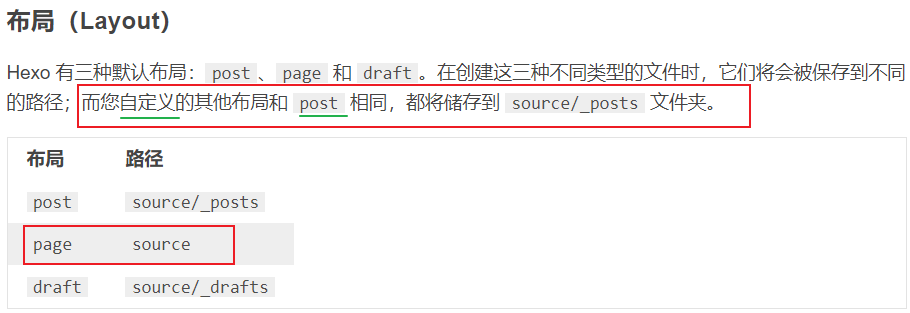 布局（Layout）
Hexo 有三种默认布局：post、page 和 draft。在创建这三种不同类型的文件时，它们将会被保存到不同
的路径；而您自定义的其他布局和 post 相同，都将储存到 source/_posts 文件夹。
布局 路径
post source/_posts
page source
draft source/_drafts